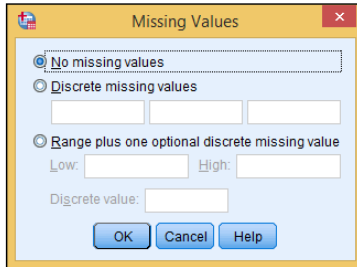 Missing Values
No missing values
Discrete missing values
Range plus one optional discrete missing value
Low: High:
Discrete value:
OK Cancel Help